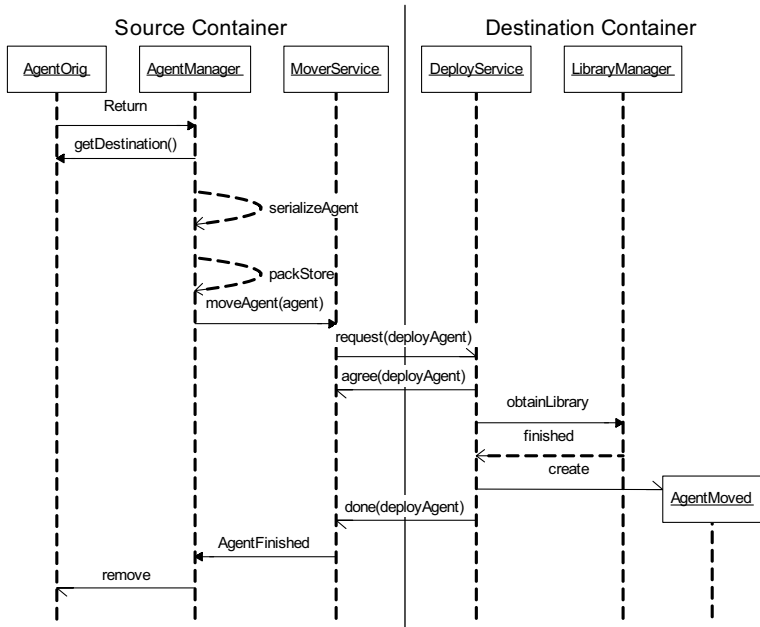 Source Container
Destination Container
AgentOrig
AgentManager
MoverService
DeployService
LibraryManager
Return
getDestination()
serializeAgent
packStore
moveAgent(agent)
request(deployAgent)
agree(deployAgent)
obtainLibrary
finished
create
AgentMoved
done(deployAgent)
AgentFinished
remove